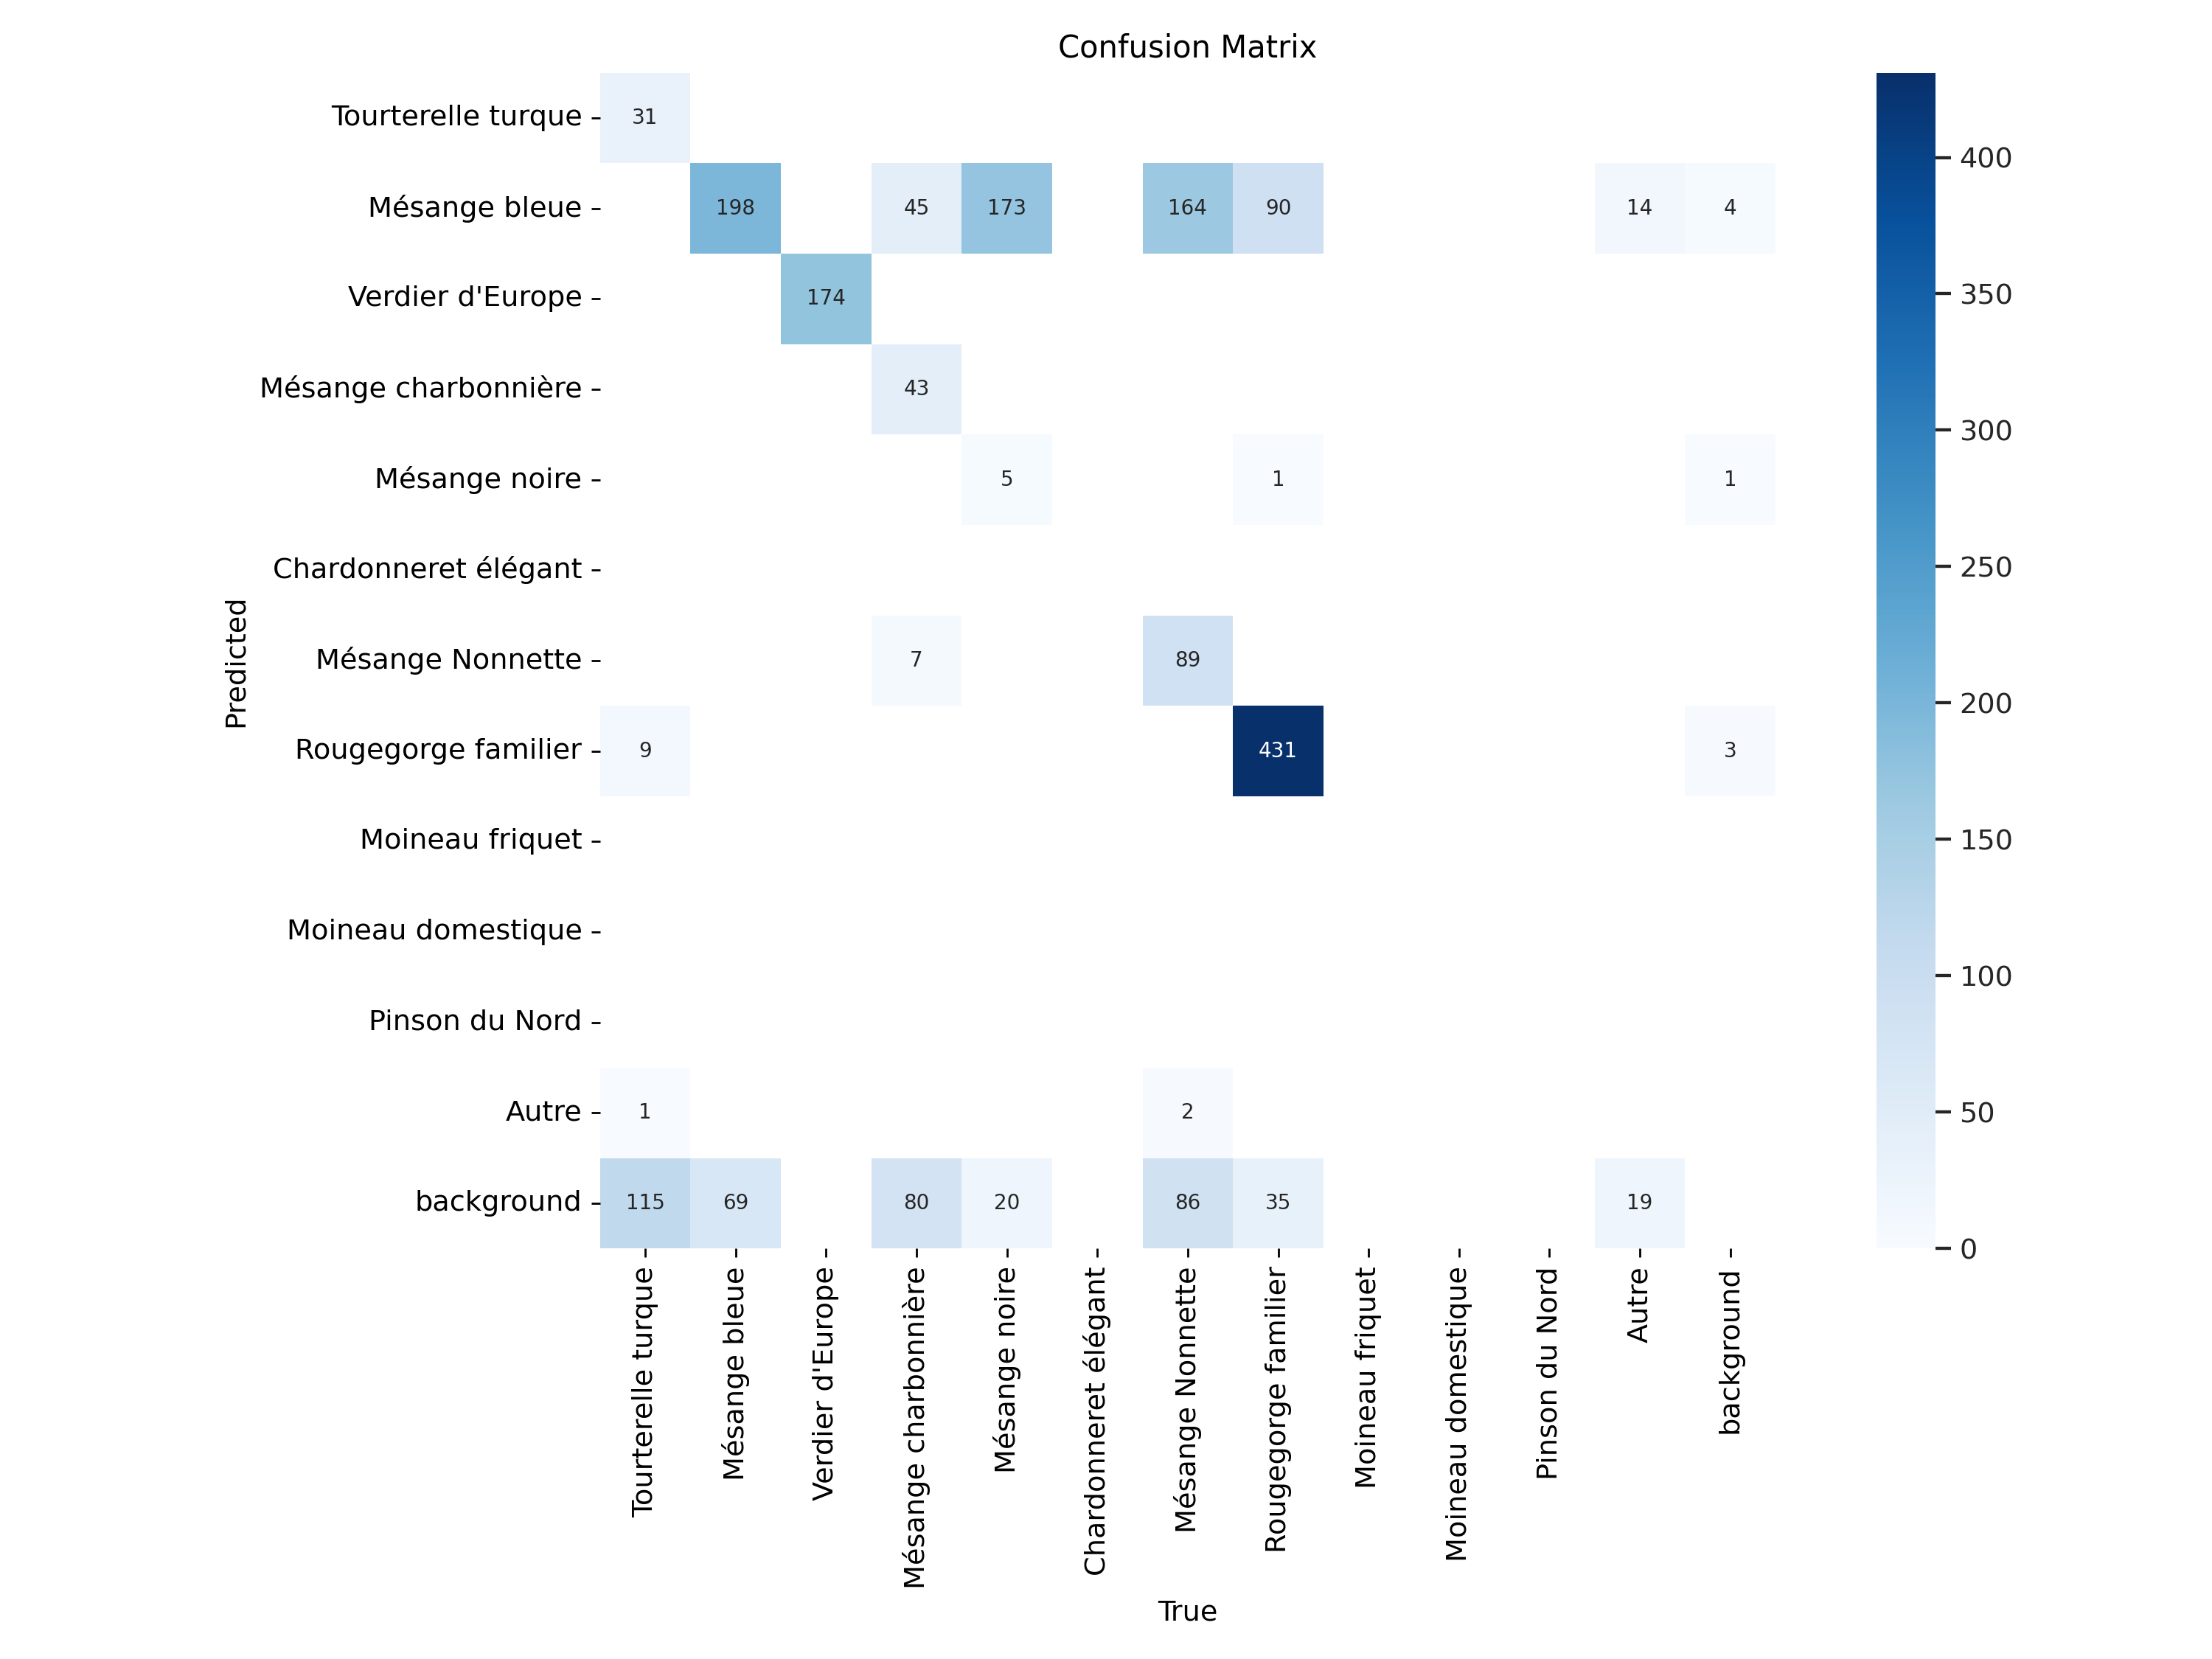 Confusion Matrix
Tourterelle turque 31
Mésange bleue 198 45 173 164 90 14 4
Verdier d'Europe 174
Mésange charbonnière 43
Mésange noire 5 1 1
Chardonneret élégant
Mésange Nonnette 7 89
Rougegorge familier 9 431 3
Moineau friquet
Moineau domestique
Pinson du Nord
Autre 1 2
background 115 69 80 20 86 35 19
Predicted
Tourterelle turque
Mésange bleue
Verdier d'Europe
Mésange charbonnière
Mésange noire
Chardonneret élégant
Mésange Nonnette
Rougegorge familier
Moineau friquet
Moineau domestique
Pinson du Nord
Autre
background
True
400
350
300
250
200
150
100
50
0